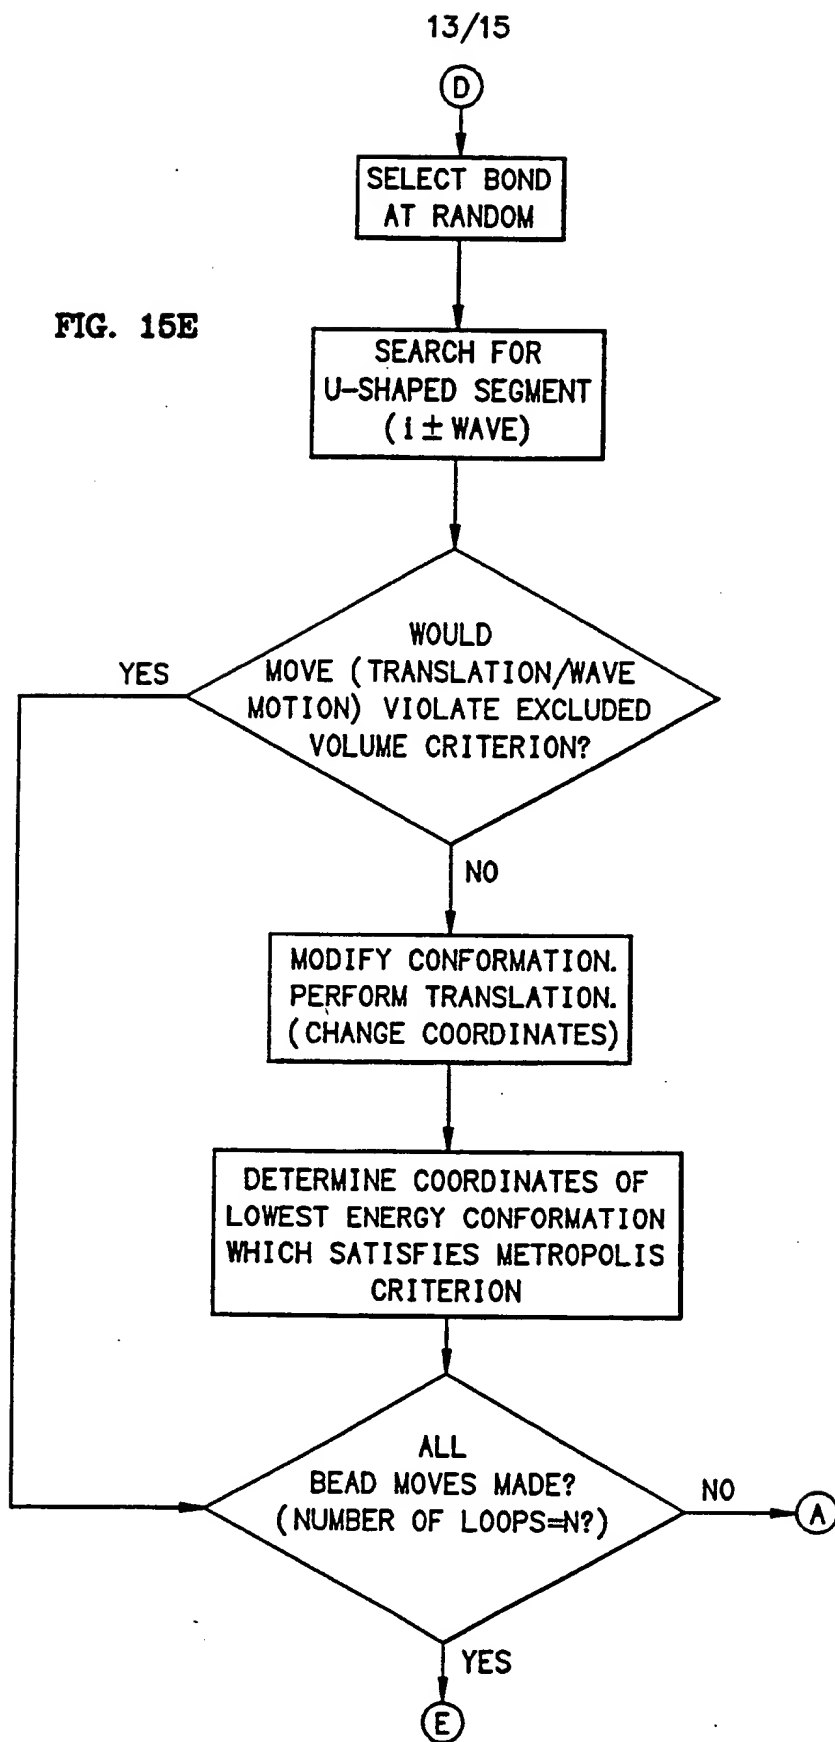 13/15
D
SELECT BOND
AT RANDOM
FIG. 15E
SEARCH FOR
U-SHAPED SEGMENT
(i ± WAVE)
WOULD
MOVE (TRANSLATION/WAVE
MOTION) VIOLATE EXCLUDED
VOLUME CRITERION?
YES
NO
MODIFY CONFORMATION.
PERFORM TRANSLATION.
(CHANGE COORDINATES)
DETERMINE COORDINATES OF
LOWEST ENERGY CONFORMATION
WHICH SATISFIES METROPOLIS
CRITERION
ALL
BEAD MOVES MADE?
(NUMBER OF LOOPS=N?)
NO
A
YES
E